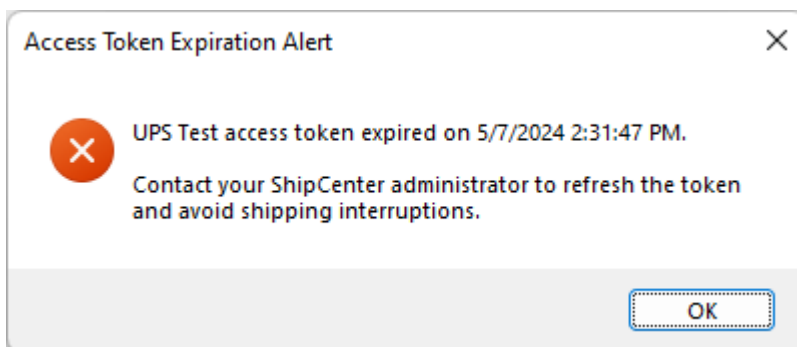 Access Token Expiration Alert
UPS Test access token expired on 5/7/2024 2:31:47 PM.
Contact your ShipCenter administrator to refresh the token
and avoid shipping interruptions.
OK